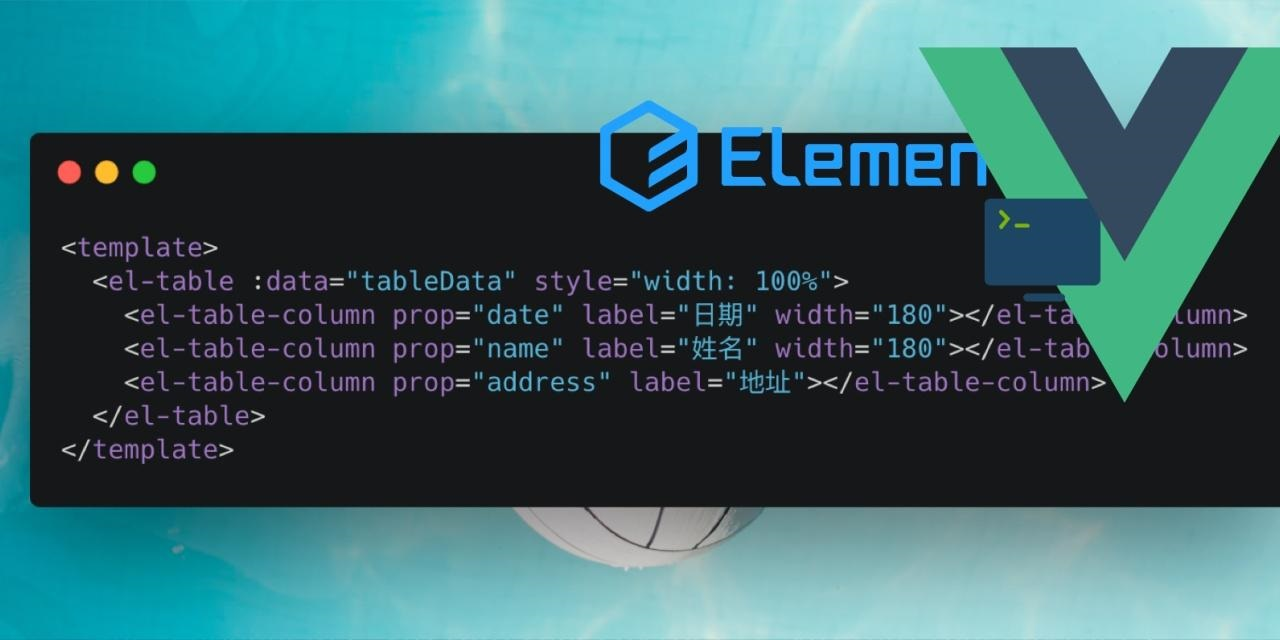 Elemen
>_
<template>
  <el-table :data="tableData" style="width: 100%">
    <el-table-column prop="date" label="日期" width="180"></el-ta lumn>
    <el-table-column prop="name" label="姓名" width="180"></el-tab olumn>
    <el-table-column prop="address" label="地址"></el-table-column>
  </el-table>
</template>